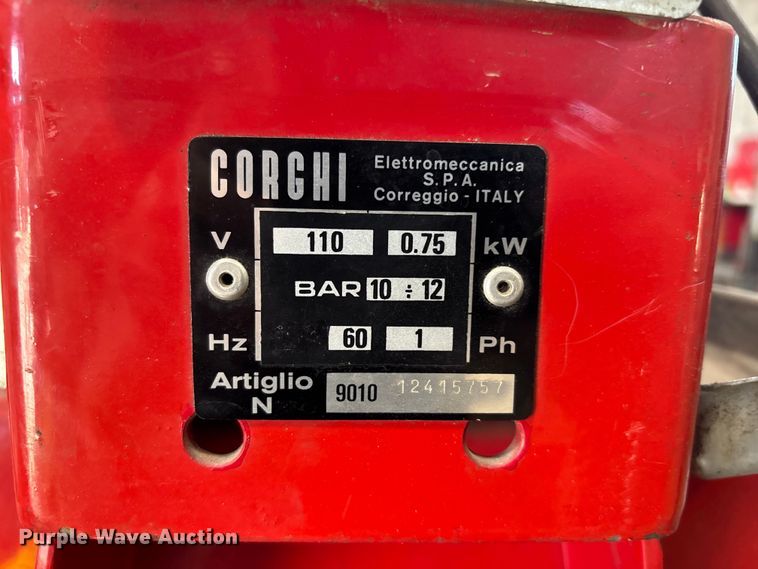 CORGHI
Elettromeccanica
S.P.A.
Correggio - ITALY
V 110 0.75 kW
BAR 10 ÷ 12
Hz 60 1 Ph
Artiglio
N 9010 12415757
Purple Wave Auction